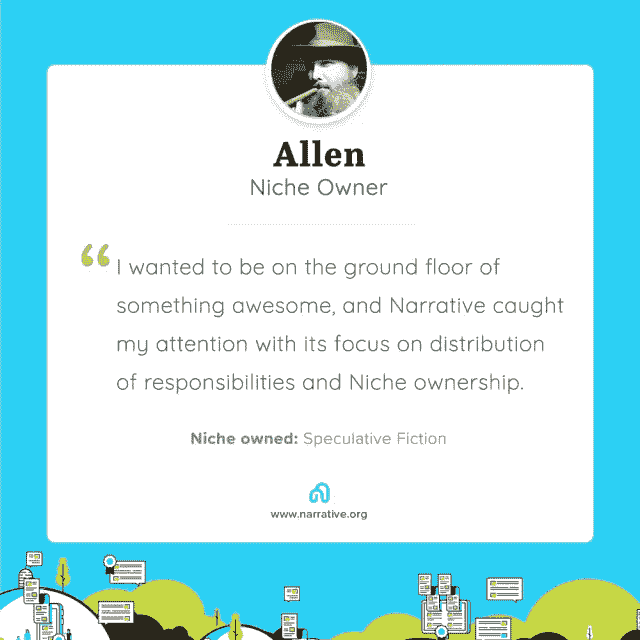 Allen
Niche Owner
“ I wanted to be on the ground floor of
something awesome, and Narrative caught
my attention with its focus on distribution
of responsibilities and Niche ownership.
Niche owned: Speculative Fiction
www.narrative.org